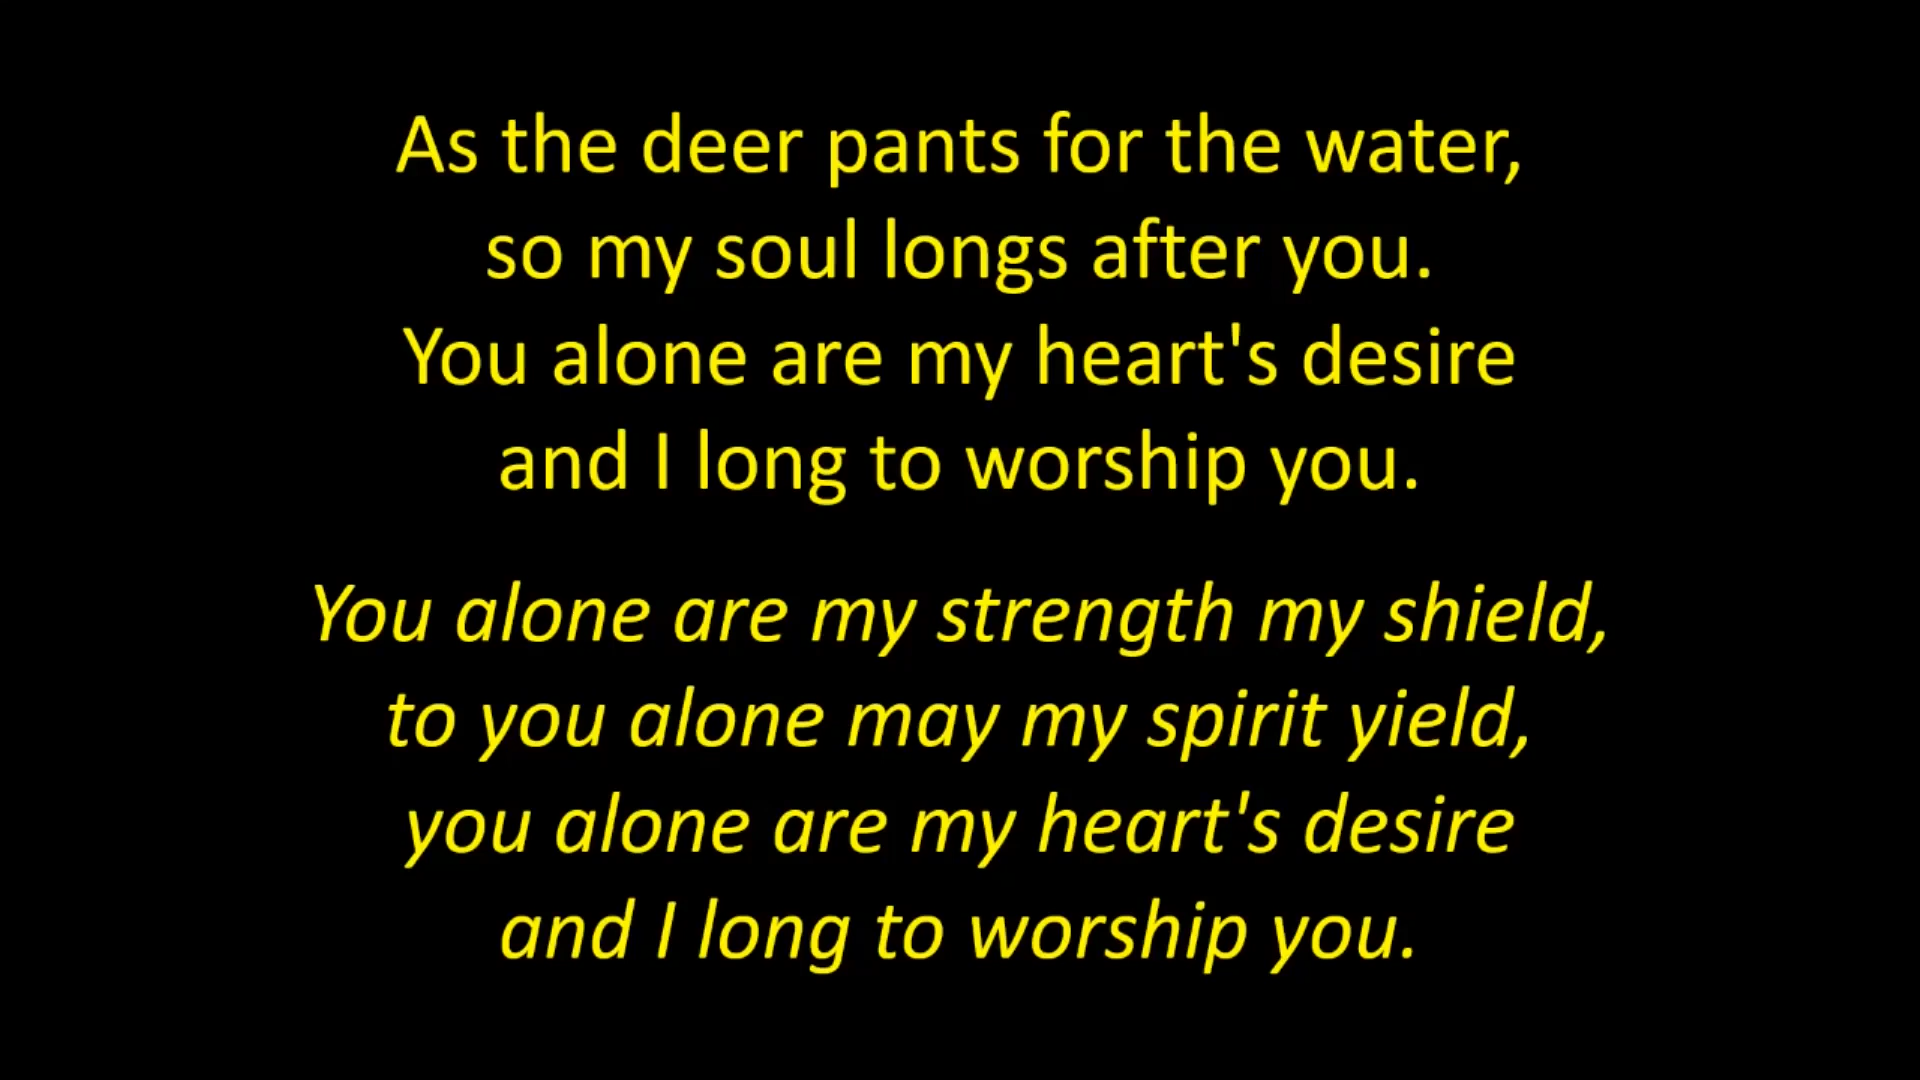 As the deer pants for the water,
so my soul longs after you.
You alone are my heart's desire
and I long to worship you.
You alone are my strength my shield,
to you alone may my spirit yield,
you alone are my heart's desire
and I long to worship you.